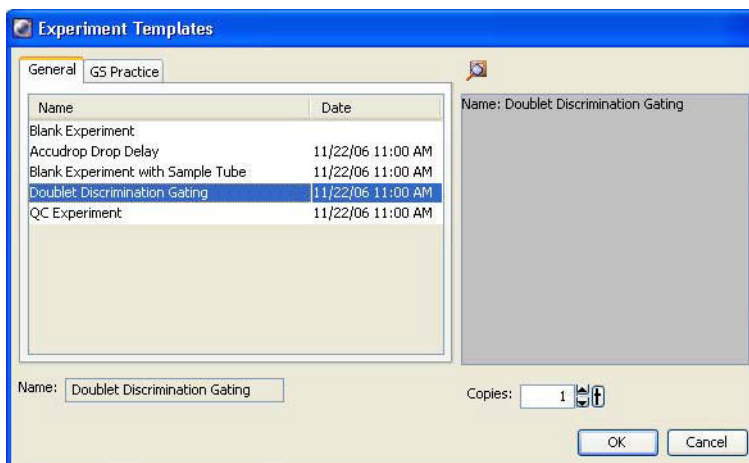 Experiment Templates
General GS Practice
Name Date
Blank Experiment
Accudrop Drop Delay 11/22/06 11:00 AM
Blank Experiment with Sample Tube 11/22/06 11:00 AM
Doublet Discrimination Gating 11/22/06 11:00 AM
QC Experiment 11/22/06 11:00 AM
Name: Doublet Discrimination Gating
Name: Doublet Discrimination Gating
Copies: 1
OK Cancel